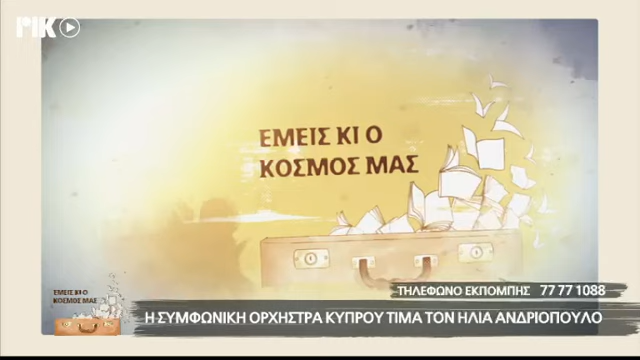 ΡΙΚ
ΕΜΕΙΣ ΚΙ Ο
ΚΟΣΜΟΣ ΜΑΣ
ΤΗΛΕΦΩΝΟ ΕΚΠΟΜΠΗΣ 77 77 1088
ΕΜΕΙΣ ΚΙ Ο
ΚΟΣΜΟΣ ΜΑΣ
Η ΣΥΜΦΩΝΙΚΗ ΟΡΧΗΣΤΡΑ ΚΥΠΡΟΥ ΤΙΜΑ ΤΟΝ ΗΛΙΑ ΑΝΔΡΙΟΠΟΥΛΟ